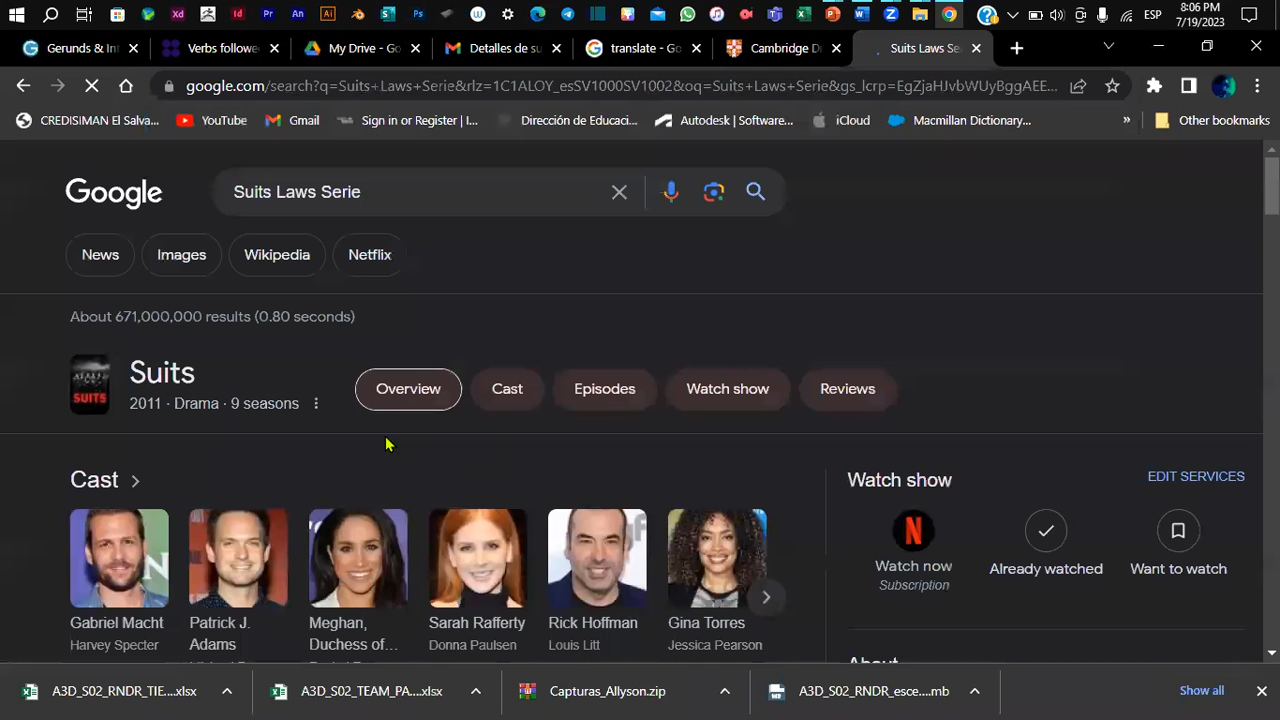 8:06 PM
ESP
7/19/2023
Gerunds & Int
Verbs followe
My Drive - Go
Detalles de su
translate - Go
Cambridge Di
Suits Laws Se
google.com/search?q=Suits+Laws+Serie&rlz=1C1ALOY_esSV1000SV1002&oq=Suits+Laws+Serie&gs_lcrp=EgZjaHJvbWUyBggAEE...
CREDISIMAN El Salva...
YouTube
Gmail
Sign in or Register | I...
Dirección de Educaci...
Autodesk | Software...
iCloud
Macmillan Dictionary...
»
Other bookmarks
Google
Suits Laws Serie
News
Images
Wikipedia
Netflix
About 671,000,000 results (0.80 seconds)
SUITS
Suits
2011 · Drama · 9 seasons
Overview
Cast
Episodes
Watch show
Reviews
Cast
Watch show
EDIT SERVICES
Gabriel Macht
Harvey Specter
Patrick J.
Adams
Meghan,
Duchess of...
Sarah Rafferty
Donna Paulsen
Rick Hoffman
Louis Litt
Gina Torres
Jessica Pearson
Watch now
Subscription
Already watched
Want to watch
About
A3D_S02_RNDR_TIE....xlsx
A3D_S02_TEAM_PA....xlsx
Capturas_Allyson.zip
A3D_S02_RNDR_esce....mb
Show all